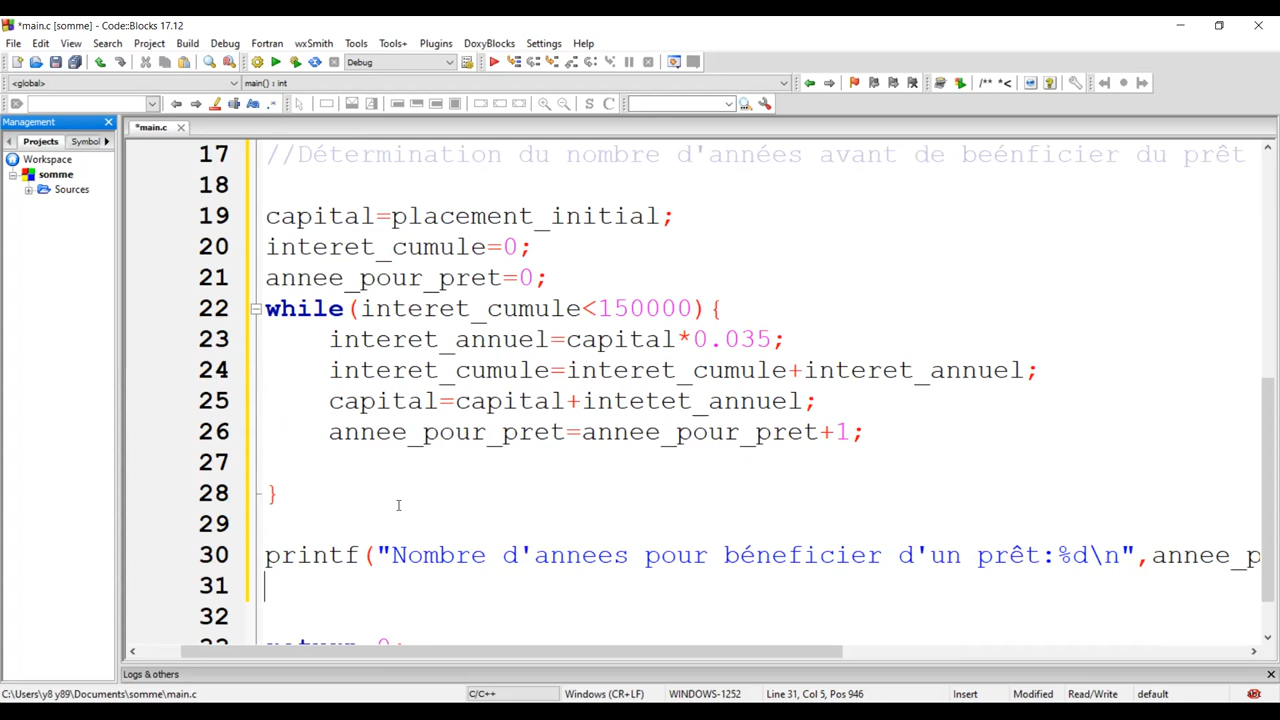 *main.c [somme] - Code::Blocks 17.12
File Edit View Search Project Build Debug Fortran wxSmith Tools Tools+ Plugins DoxyBlocks Settings Help
Debug
<global> main() : int
/** *<
Aa .* S C
Management
*main.c
Projects Symbol
Workspace
somme
Sources
17 //Détermination du nombre d'années avant de beénficier du prêt
18
19 capital=placement_initial;
20 interet_cumule=0;
21 annee_pour_pret=0;
22 while(interet_cumule<150000){
23 interet_annuel=capital*0.035;
24 interet_cumule=interet_cumule+interet_annuel;
25 capital=capital+intetet_annuel;
26 annee_pour_pret=annee_pour_pret+1;
27
28 }
29
30 printf("Nombre d'annees pour béneficier d'un prêt:%d\n",annee_p
31
32
Logs & others
C:\Users\y8 y89\Documents\somme\main.c C/C++ Windows (CR+LF) WINDOWS-1252 Line 31, Col 5, Pos 946 Insert Modified Read/Write default